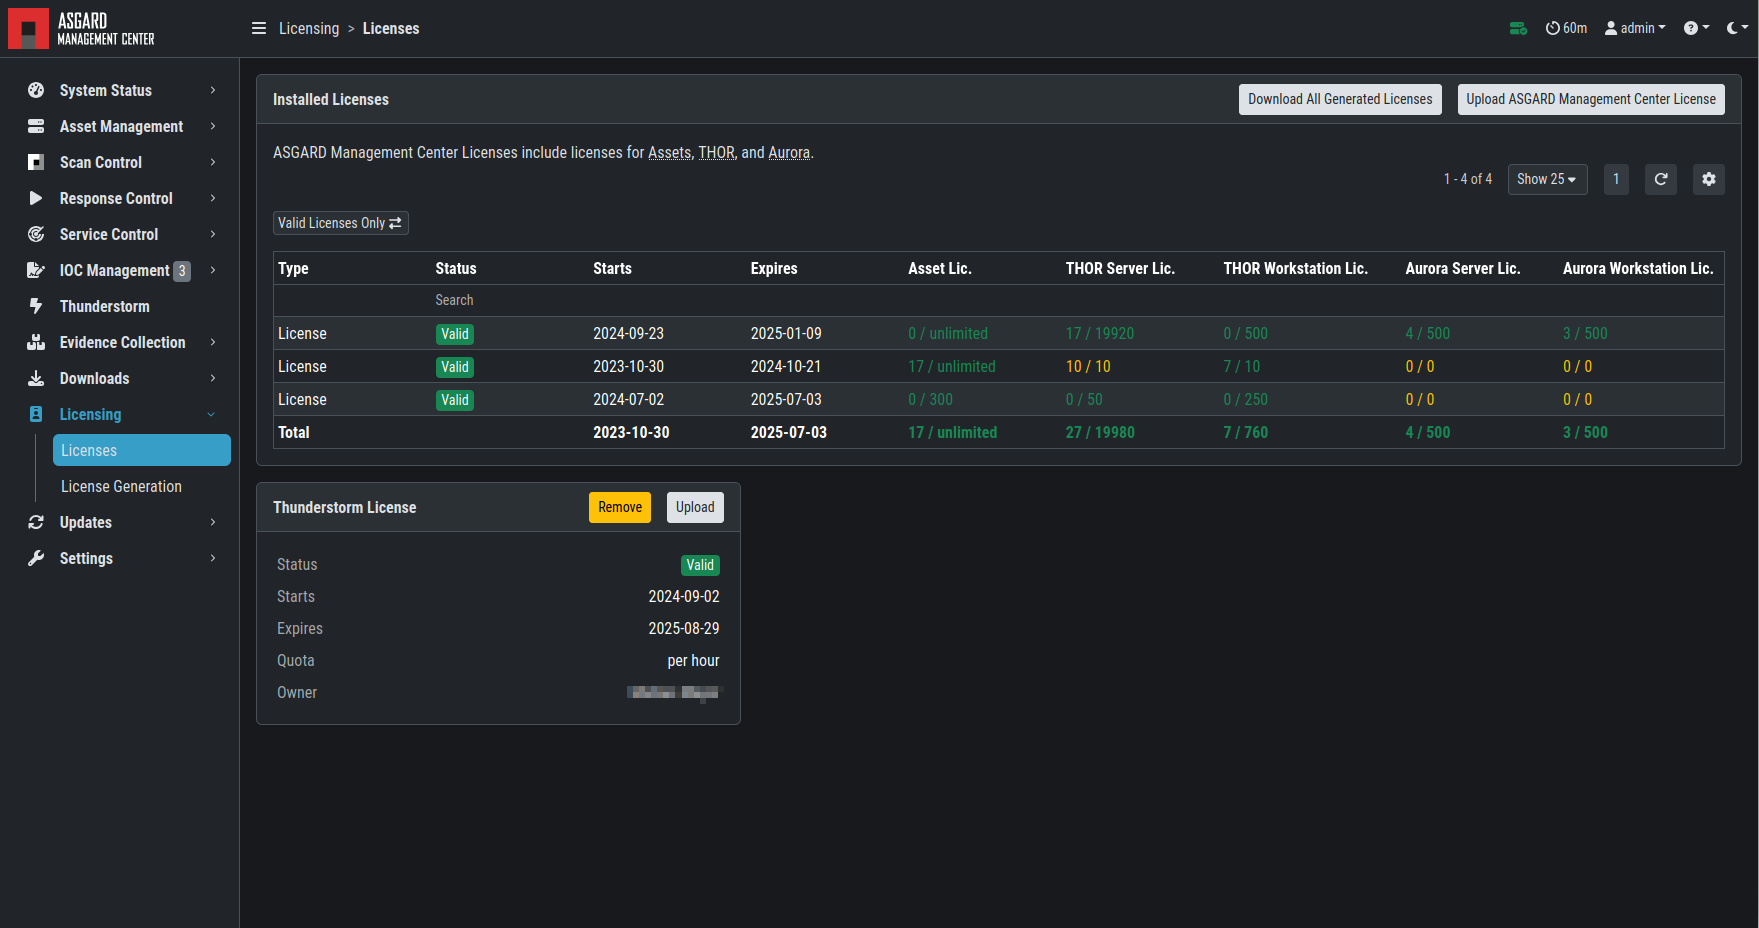 ASGARD
MANAGEMENT CENTER
Licensing > Licenses
60m
admin
System Status
Asset Management
Scan Control
Response Control
Service Control
IOC Management 3
Thunderstorm
Evidence Collection
Downloads
Licensing
Licenses
License Generation
Updates
Settings
Installed Licenses
Download All Generated Licenses
Upload ASGARD Management Center License
ASGARD Management Center Licenses include licenses for Assets, THOR, and Aurora.
1 - 4 of 4
Show 25
1
Valid Licenses Only
Type Status Starts Expires Asset Lic. THOR Server Lic. THOR Workstation Lic. Aurora Server Lic. Aurora Workstation Lic.
Search
License Valid 2024-09-23 2025-01-09 0 / unlimited 17 / 19920 0 / 500 4 / 500 3 / 500
License Valid 2023-10-30 2024-10-21 17 / unlimited 10 / 10 7 / 10 0 / 0 0 / 0
License Valid 2024-07-02 2025-07-03 0 / 300 0 / 50 0 / 250 0 / 0 0 / 0
Total 2023-10-30 2025-07-03 17 / unlimited 27 / 19980 7 / 760 4 / 500 3 / 500
Thunderstorm License
Remove
Upload
Status Valid
Starts 2024-09-02
Expires 2025-08-29
Quota per hour
Owner